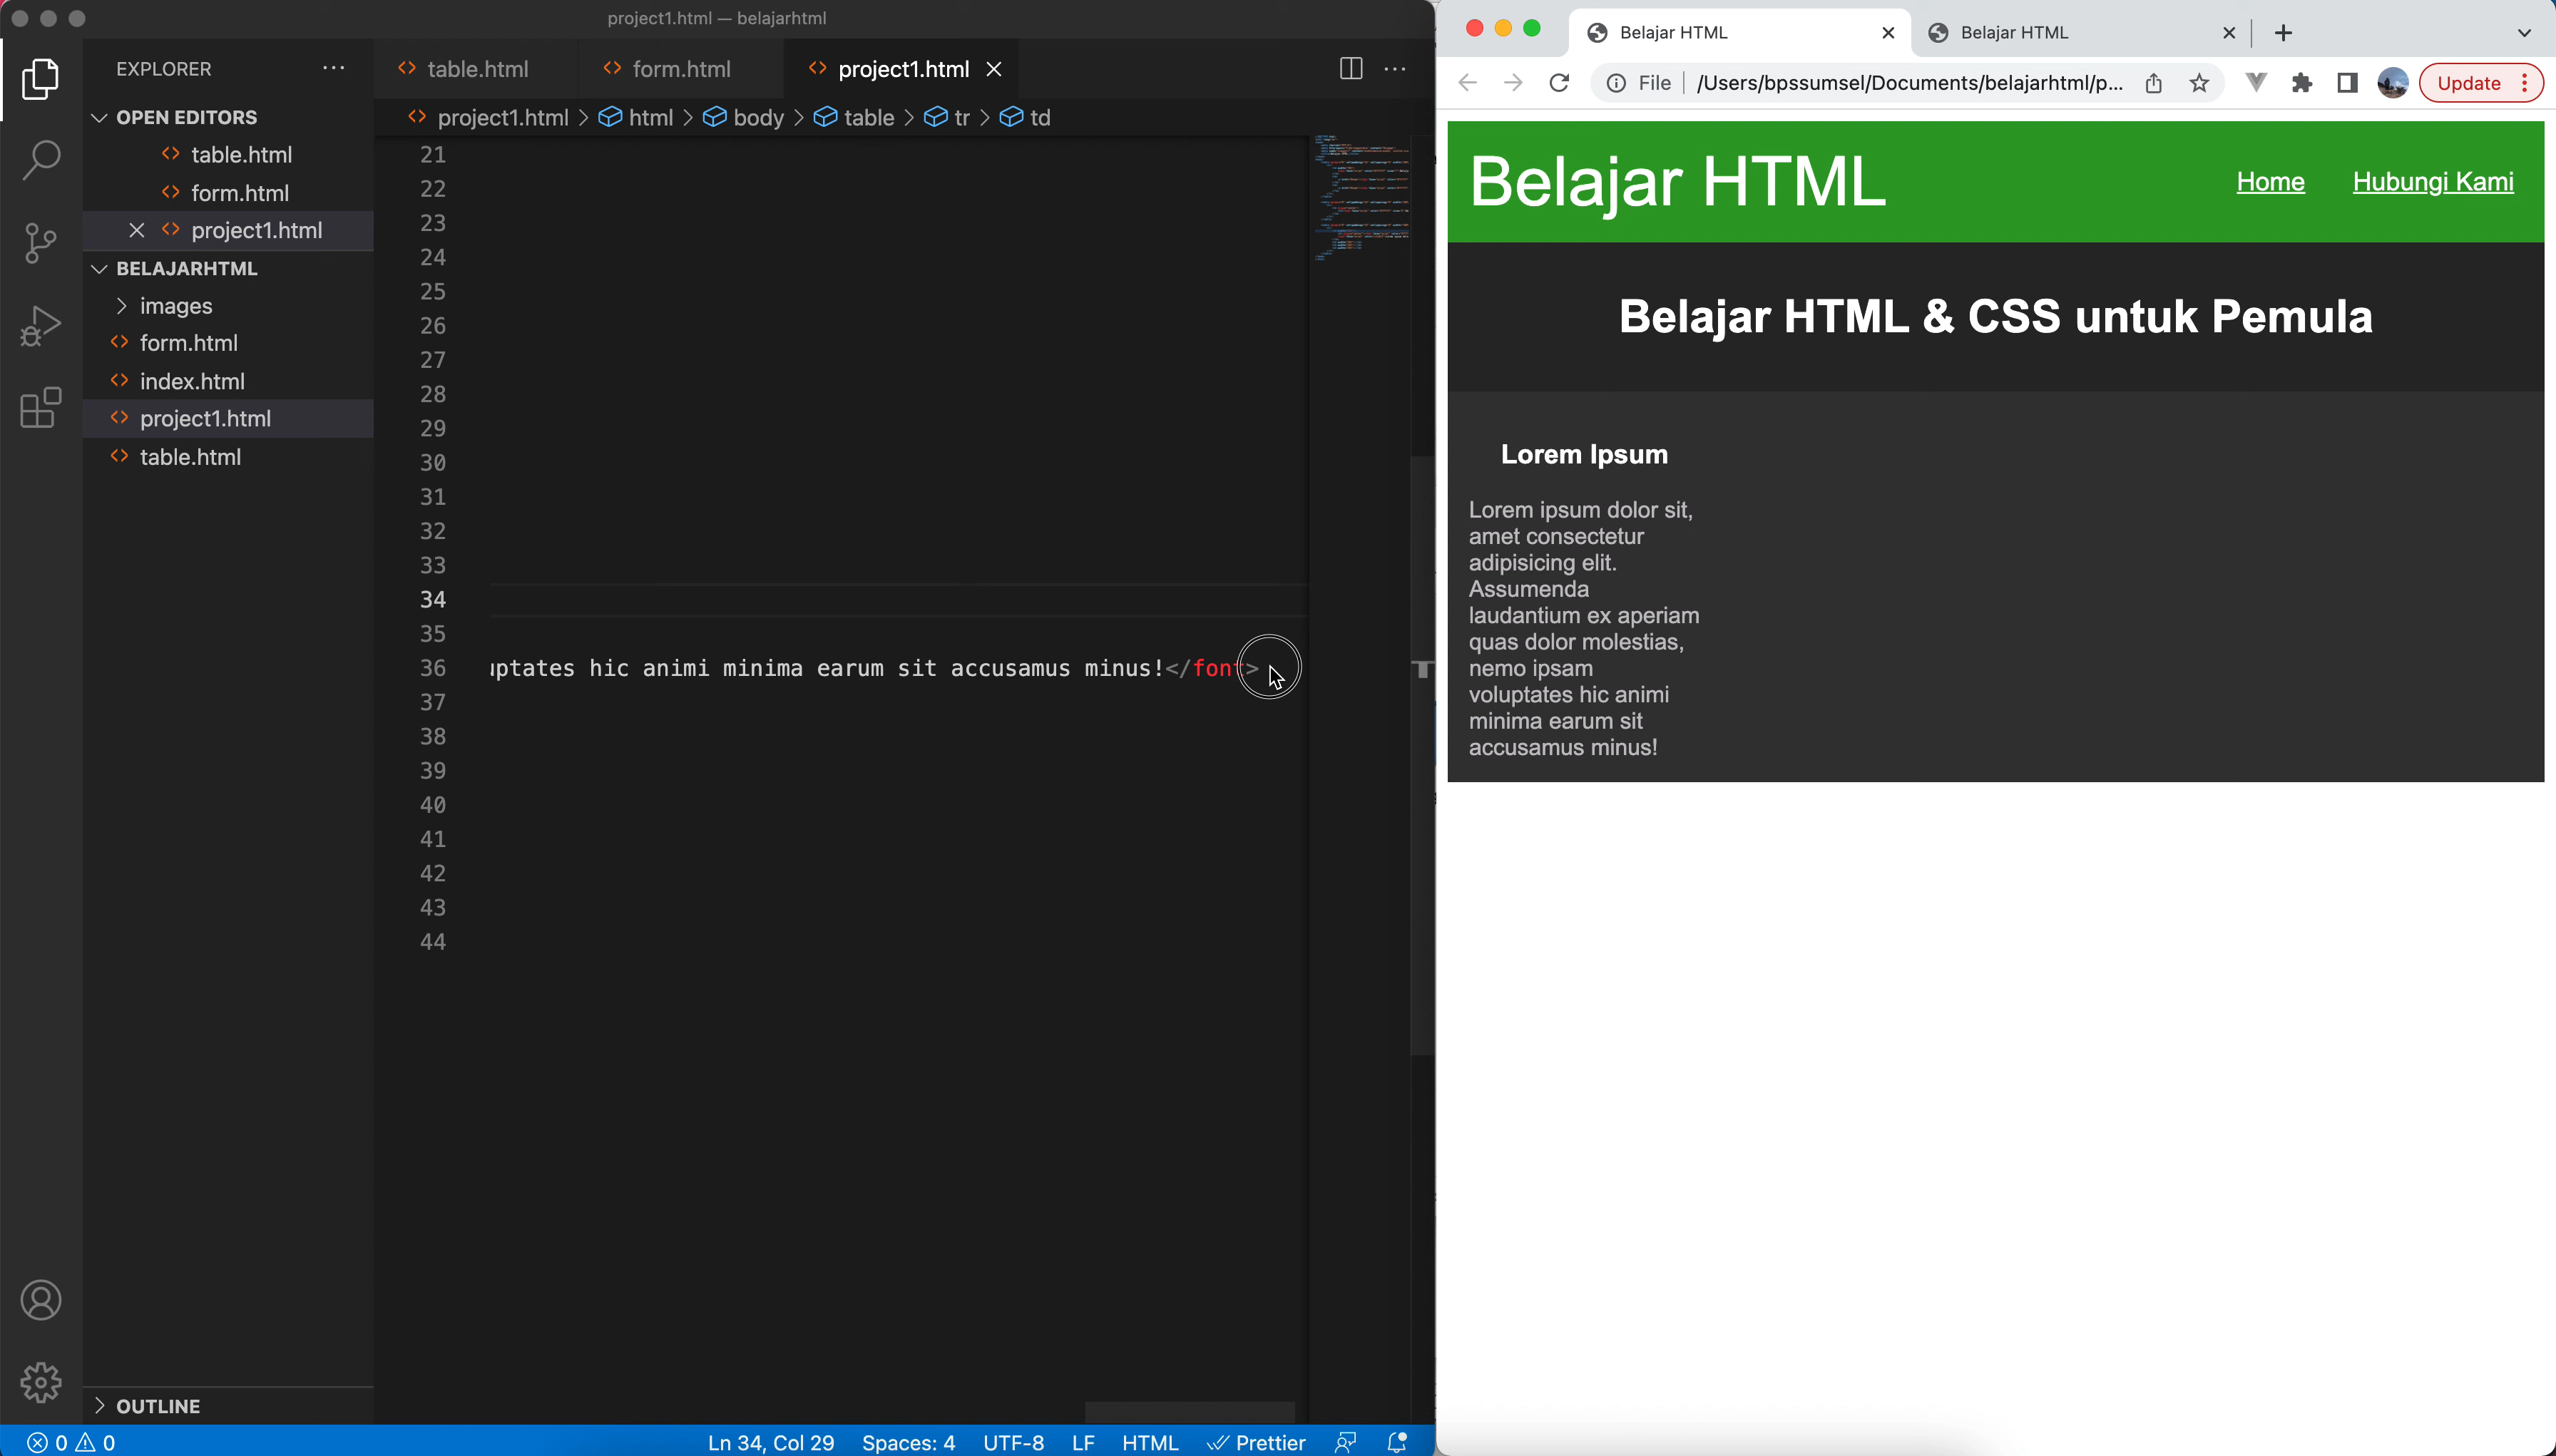 project1.html — belajarhtml
EXPLORER
OPEN EDITORS
table.html
form.html
project1.html
BELAJARHTML
images
form.html
index.html
project1.html
table.html
OUTLINE
table.html
form.html
project1.html
project1.html > html > body > table > tr > td
21
22
23
24
25
26
27
28
29
30
31
32
33
34
35
36 uptates hic animi minima earum sit accusamus minus!</font>
37
38
39
40
41
42
43
44
0 0
Ln 34, Col 29 Spaces: 4 UTF-8 LF HTML Prettier
Belajar HTML
Belajar HTML
File /Users/bpssumsel/Documents/belajarhtml/p... Update
Belajar HTML
Home Hubungi Kami
Belajar HTML & CSS untuk Pemula
Lorem Ipsum
Lorem ipsum dolor sit,
amet consectetur
adipisicing elit.
Assumenda
laudantium ex aperiam
quas dolor molestias,
nemo ipsam
voluptates hic animi
minima earum sit
accusamus minus!